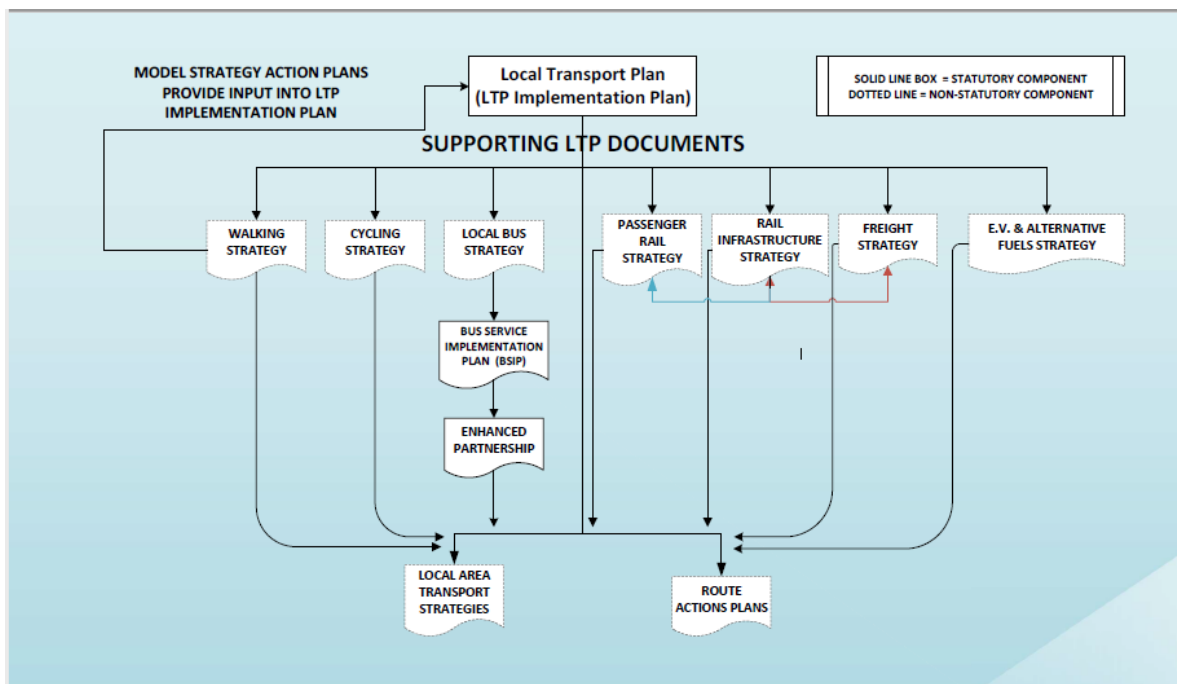 MODEL STRATEGY ACTION PLANS
PROVIDE INPUT INTO LTP
IMPLEMENTATION PLAN
Local Transport Plan
(LTP Implementation Plan)
SOLID LINE BOX = STATUTORY COMPONENT
DOTTED LINE = NON-STATUTORY COMPONENT
SUPPORTING LTP DOCUMENTS
WALKING
STRATEGY
CYCLING
STRATEGY
LOCAL BUS
STRATEGY
PASSENGER
RAIL
STRATEGY
RAIL
INFRASTRUCTURE
STRATEGY
FREIGHT
STRATEGY
E.V. & ALTERNATIVE
FUELS STRATEGY
BUS SERVICE
IMPLEMENTATION
PLAN (BSIP)
ENHANCED
PARTNERSHIP
LOCAL AREA
TRANSPORT
STRATEGIES
ROUTE
ACTIONS PLANS